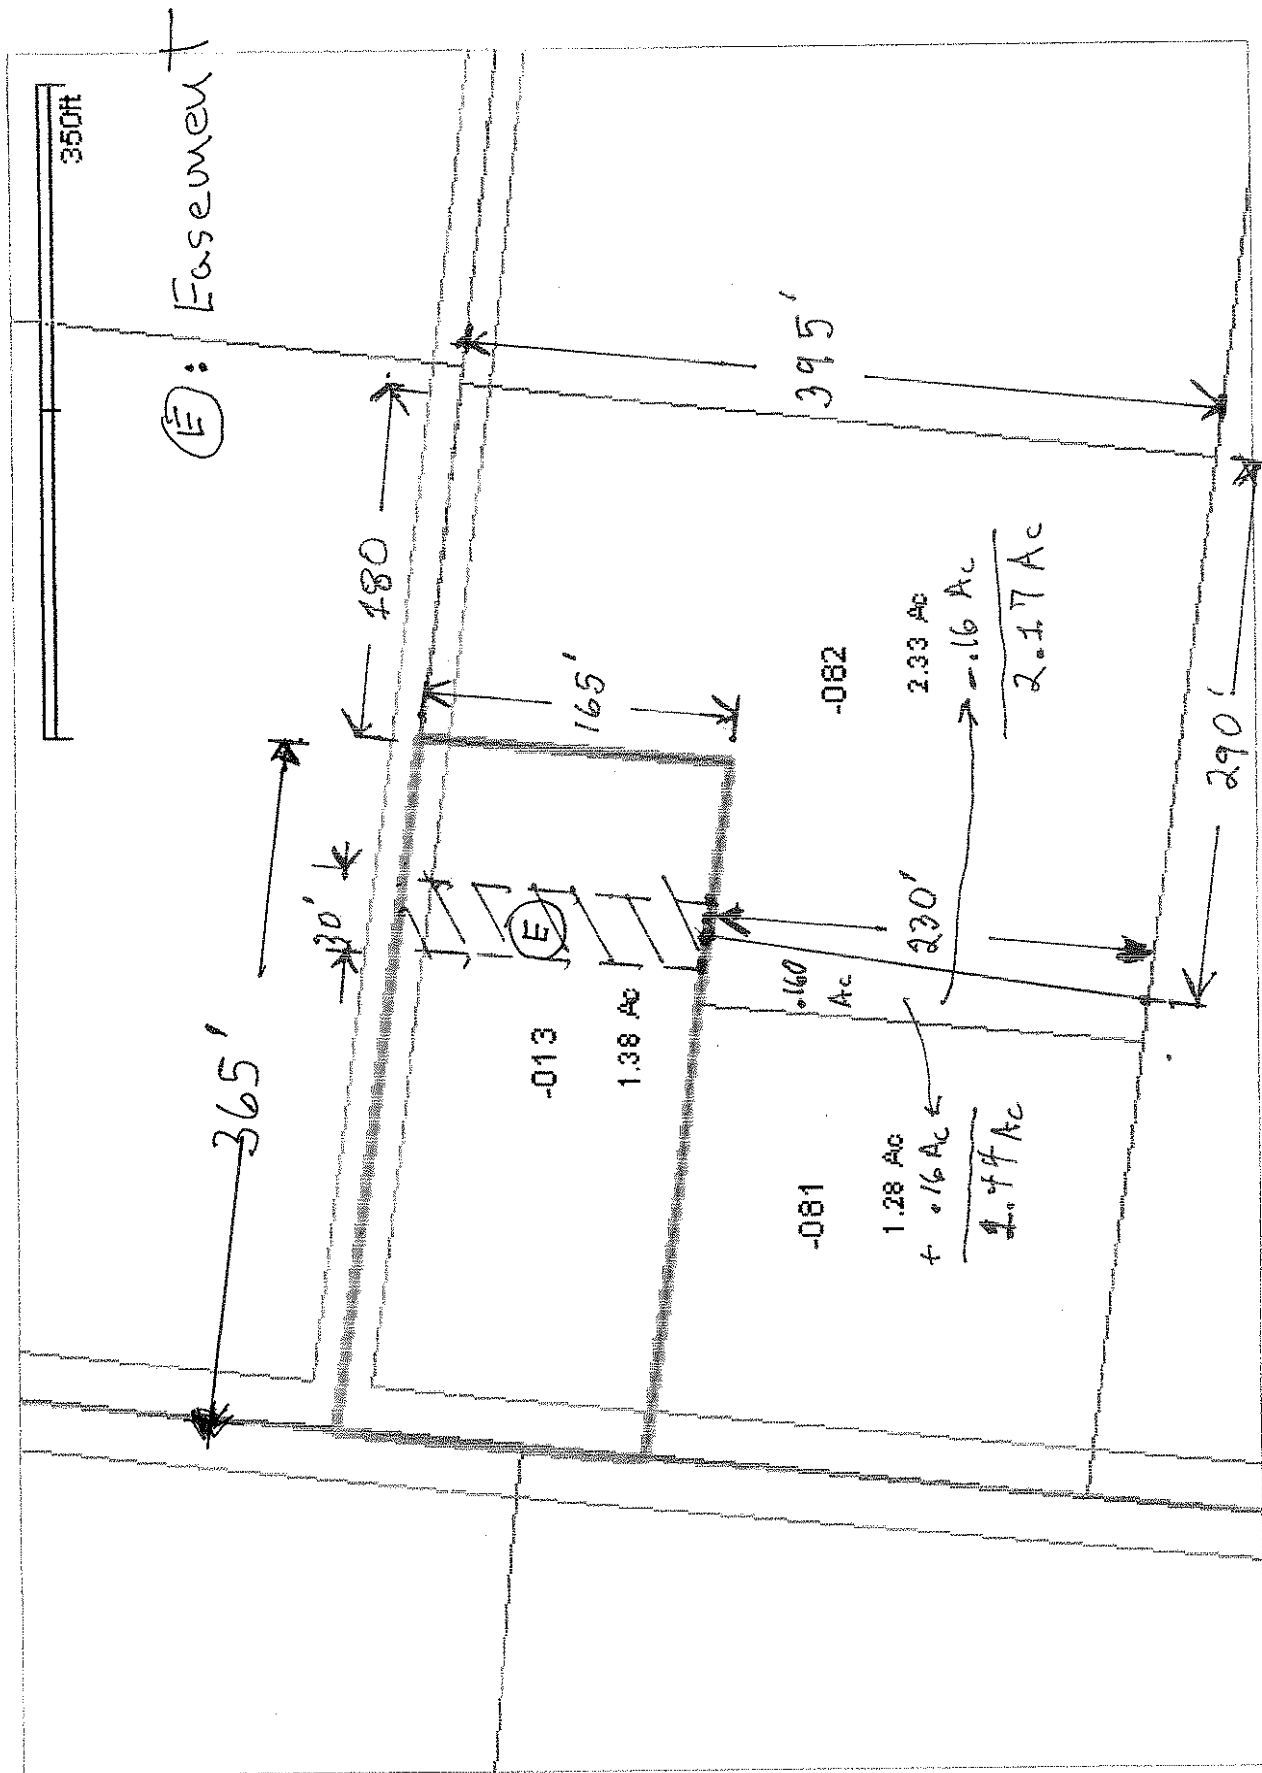 350ft
Ⓔ: Easement
365'
30'
180
165'
395'
E
-013
1.38 Ac
230'
.160
Ac
-081
1.28 Ac
+ .16 Ac
1.44 Ac
-082
2.33 Ac
-.16 Ac
2.17 Ac
290'